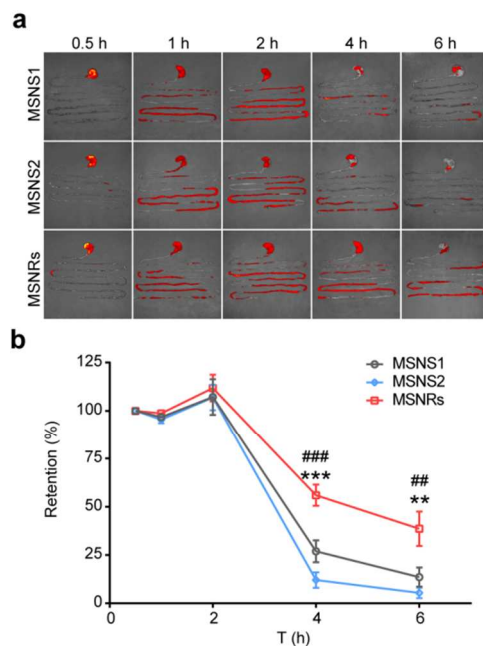 a
0.5 h 1 h 2 h 4 h 6 h
MSNS1
MSNS2
MSNRs
b
125
100
75
50
25
0
Retention (%)
MSNS1
MSNS2
MSNRs
###
***
##
**
0 2 4 6
T (h)